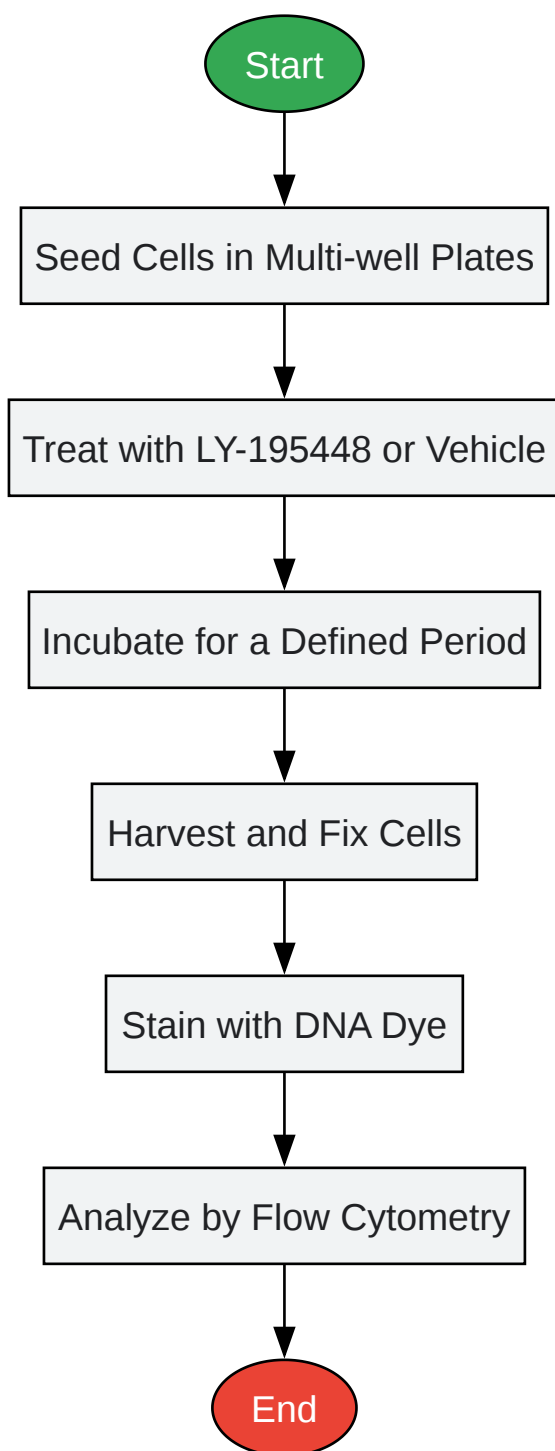 Start
Seed Cells in Multi-well Plates
Treat with LY-195448 or Vehicle
Incubate for a Defined Period
Harvest and Fix Cells
Stain with DNA Dye
Analyze by Flow Cytometry
End